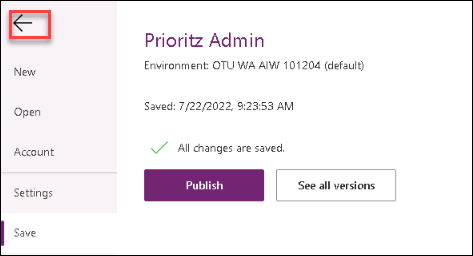 New
Open
Account
Settings
Save
Prioritz Admin
Environment: OTU WA AIW 101204 (default)
Saved: 7/22/2022, 9:23:53 AM
All changes are saved.
Publish
See all versions